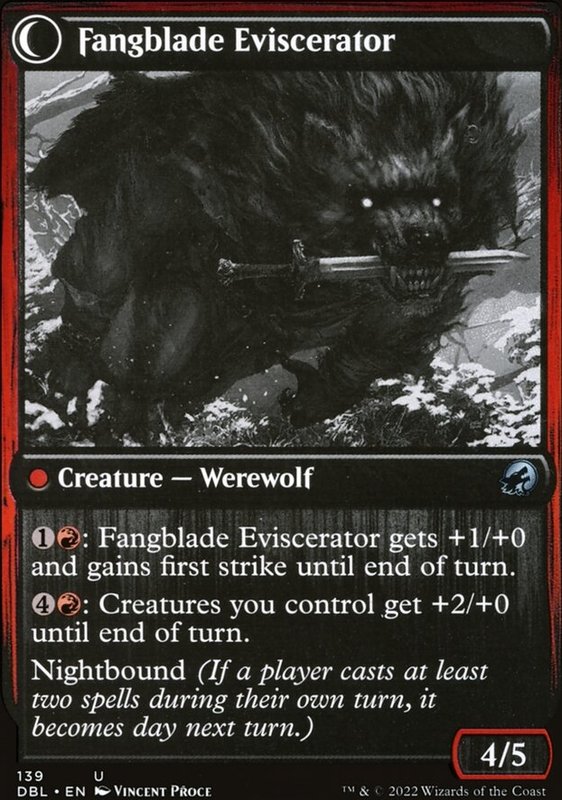 Fangblade Eviscerator
Creature — Werewolf
1R: Fangblade Eviscerator gets +1/+0
and gains first strike until end of turn.
4R: Creatures you control get +2/+0
until end of turn.
Nightbound (If a player casts at least
two spells during their own turn, it
becomes day next turn.)
4/5
139 U
DBL • EN VINCENT PROCE
™ & © 2022 Wizards of the Coast